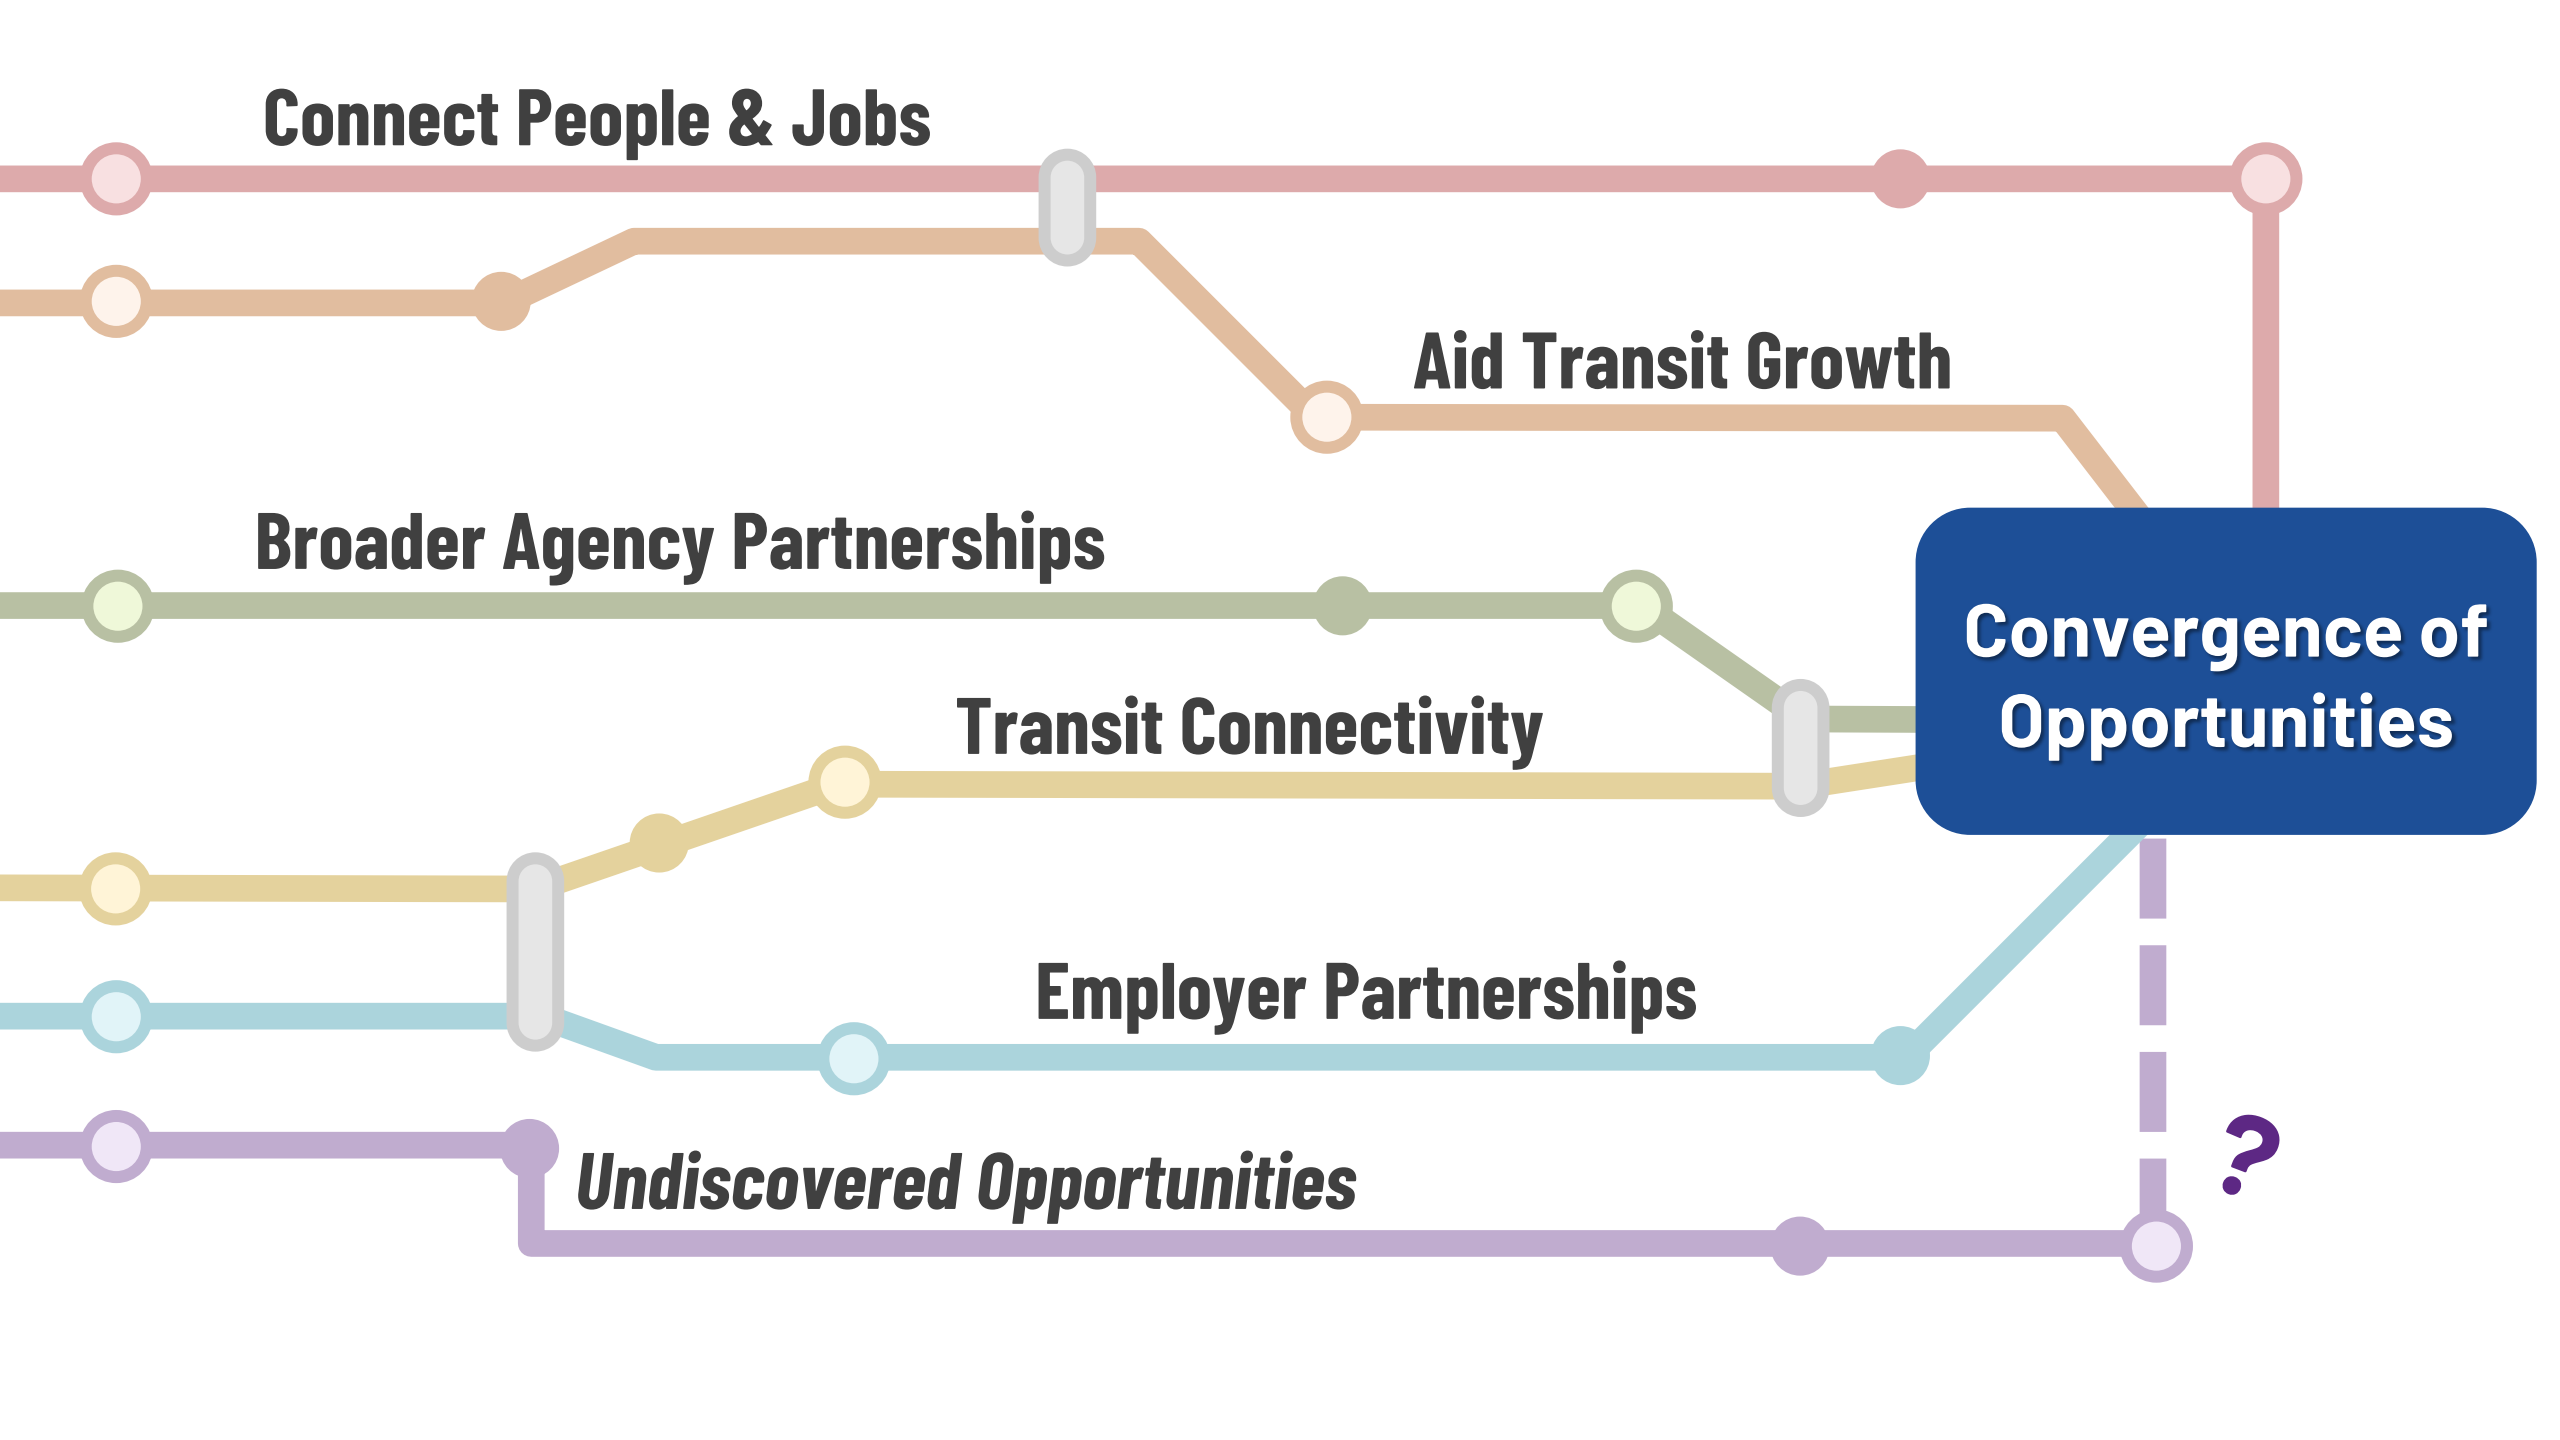 Connect People & Jobs
Aid Transit Growth
Broader Agency Partnerships
Convergence of
Opportunities
Transit Connectivity
Employer Partnerships
Undiscovered Opportunities
?